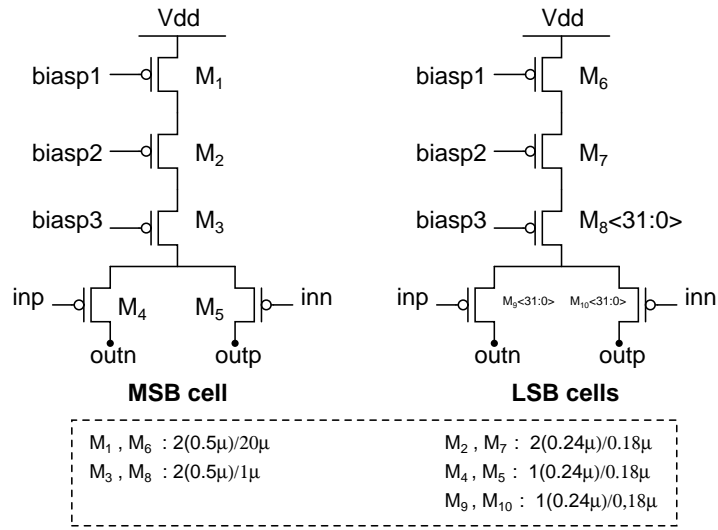 Vdd Vdd
biasp1 M₁ biasp1 M₆
biasp2 M₂ biasp2 M₇
biasp3 M₃ biasp3 M₈<31:0>
inp M₄ M₅ inn inp M₉<31:0> M₁₀<31:0> inn
outn outp outn outp
MSB cell LSB cells
M₁ , M₆ : 2(0.5µ)/20µ M₂ , M₇ : 2(0.24µ)/0.18µ
M₃ , M₈ : 2(0.5µ)/1µ M₄ , M₅ : 1(0.24µ)/0.18µ
M₉ , M₁₀ : 1(0.24µ)/0,18µ